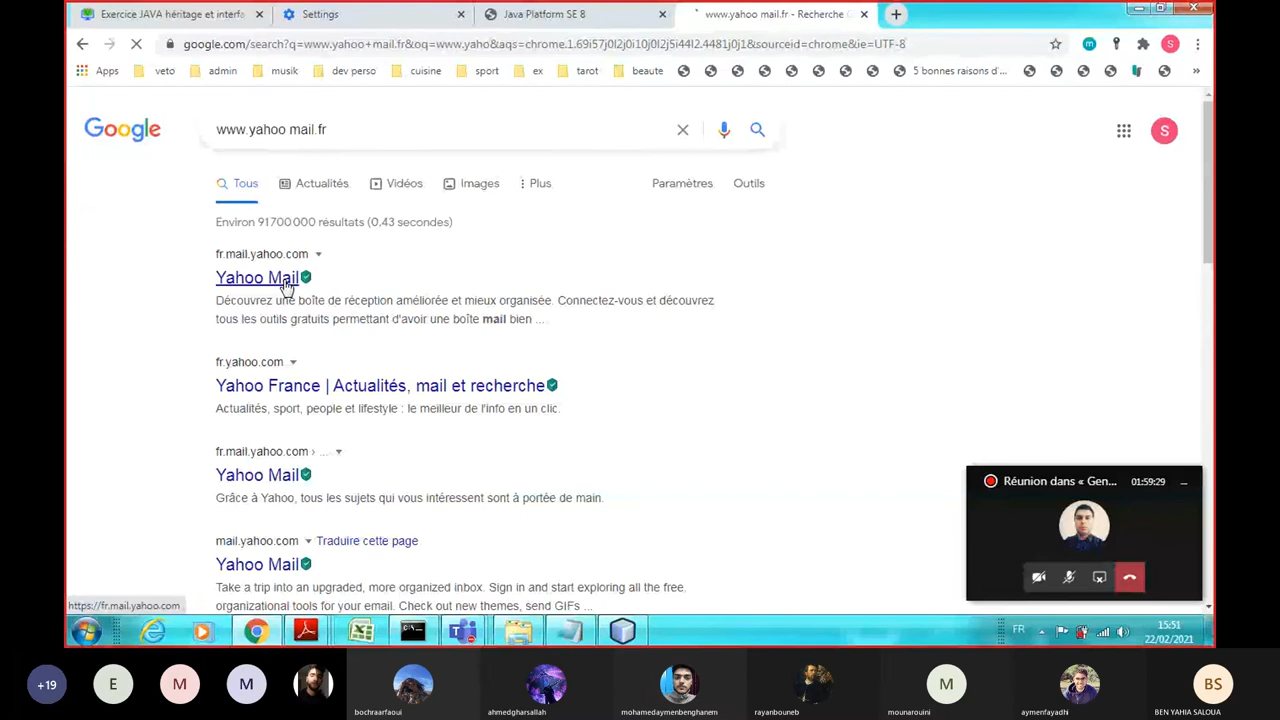 Exercice JAVA héritage et interfa
Settings
Java Platform SE 8
www.yahoo mail.fr - Recherche G
google.com/search?q=www.yahoo+mail.fr&oq=www.yaho&aqs=chrome.1.69i57j0l2j0i10j0l2j5i44l2.4481j0j1&sourceid=chrome&ie=UTF-8
Apps veto admin musik dev perso cuisine sport ex tarot beaute 5 bonnes raisons d'... »
Google
www.yahoo mail.fr
S
Tous Actualités Vidéos Images Plus Paramètres Outils
Environ 91 700 000 résultats (0,43 secondes)
fr.mail.yahoo.com
Yahoo Mail
Découvrez une boîte de réception améliorée et mieux organisée. Connectez-vous et découvrez
tous les outils gratuits permettant d'avoir une boîte mail bien ...
fr.yahoo.com
Yahoo France | Actualités, mail et recherche
Actualités, sport, people et lifestyle : le meilleur de l'info en un clic.
fr.mail.yahoo.com › ...
Yahoo Mail
Grâce à Yahoo, tous les sujets qui vous intéressent sont à portée de main.
mail.yahoo.com Traduire cette page
Yahoo Mail
Take a trip into an upgraded, more organized inbox. Sign in and start exploring all the free,
organizational tools for your email. Check out new themes, send GIFs ...
https://fr.mail.yahoo.com
Réunion dans « Gen... 01:59:29
FR
15:51
22/02/2021
+19 E M M M BS
bochraarfaoui ahmedgharsallah mohamedaymenbenghanem rayanbouneb mounarouini aymenfayadhi BEN YAHIA SALOUA